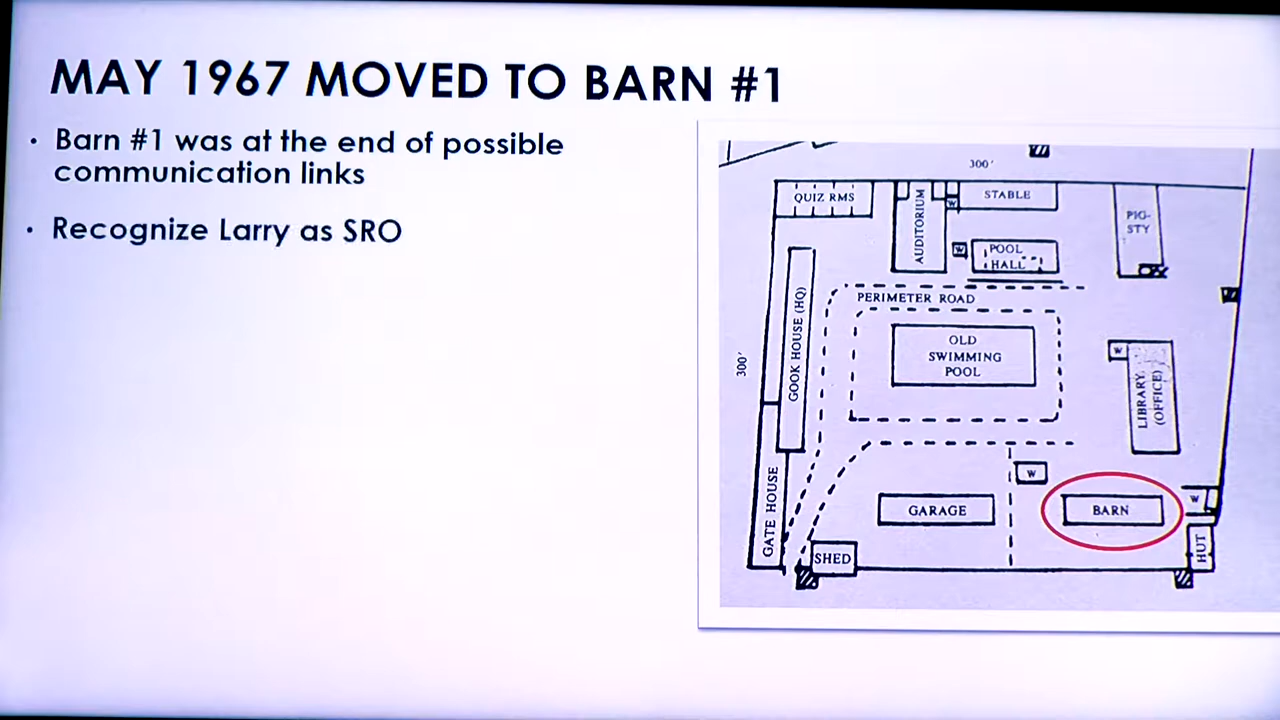 MAY 1967 MOVED TO BARN #1
• Barn #1 was at the end of possible
communication links
• Recognize Larry as SRO
300'
QUIZ RMS
AUDITORIUM
W
STABLE
PIG-
STY
W
POOL
HALL
PERIMETER ROAD
GOOK HOUSE (HQ)
OLD
SWIMMING
POOL
300'
W
LIBRARY
(OFFICE)
GATE HOUSE
W
GARAGE
BARN
W
SHED
HUT